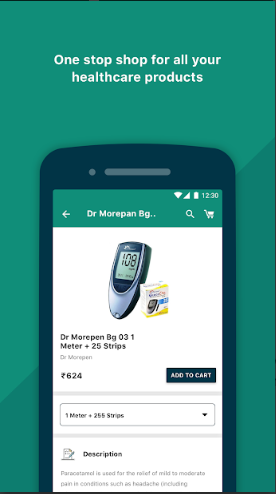 One stop shop for all your
healthcare products
12:30
Dr Morepan Bg..
108
Dr Morepen Bg 03 1
Meter + 25 Strips
Dr Morepen
₹624
ADD TO CART
1 Meter + 255 Strips
Description
Paracetamel is used for the relief of mild to moderate
pain in conditions such as headache (including